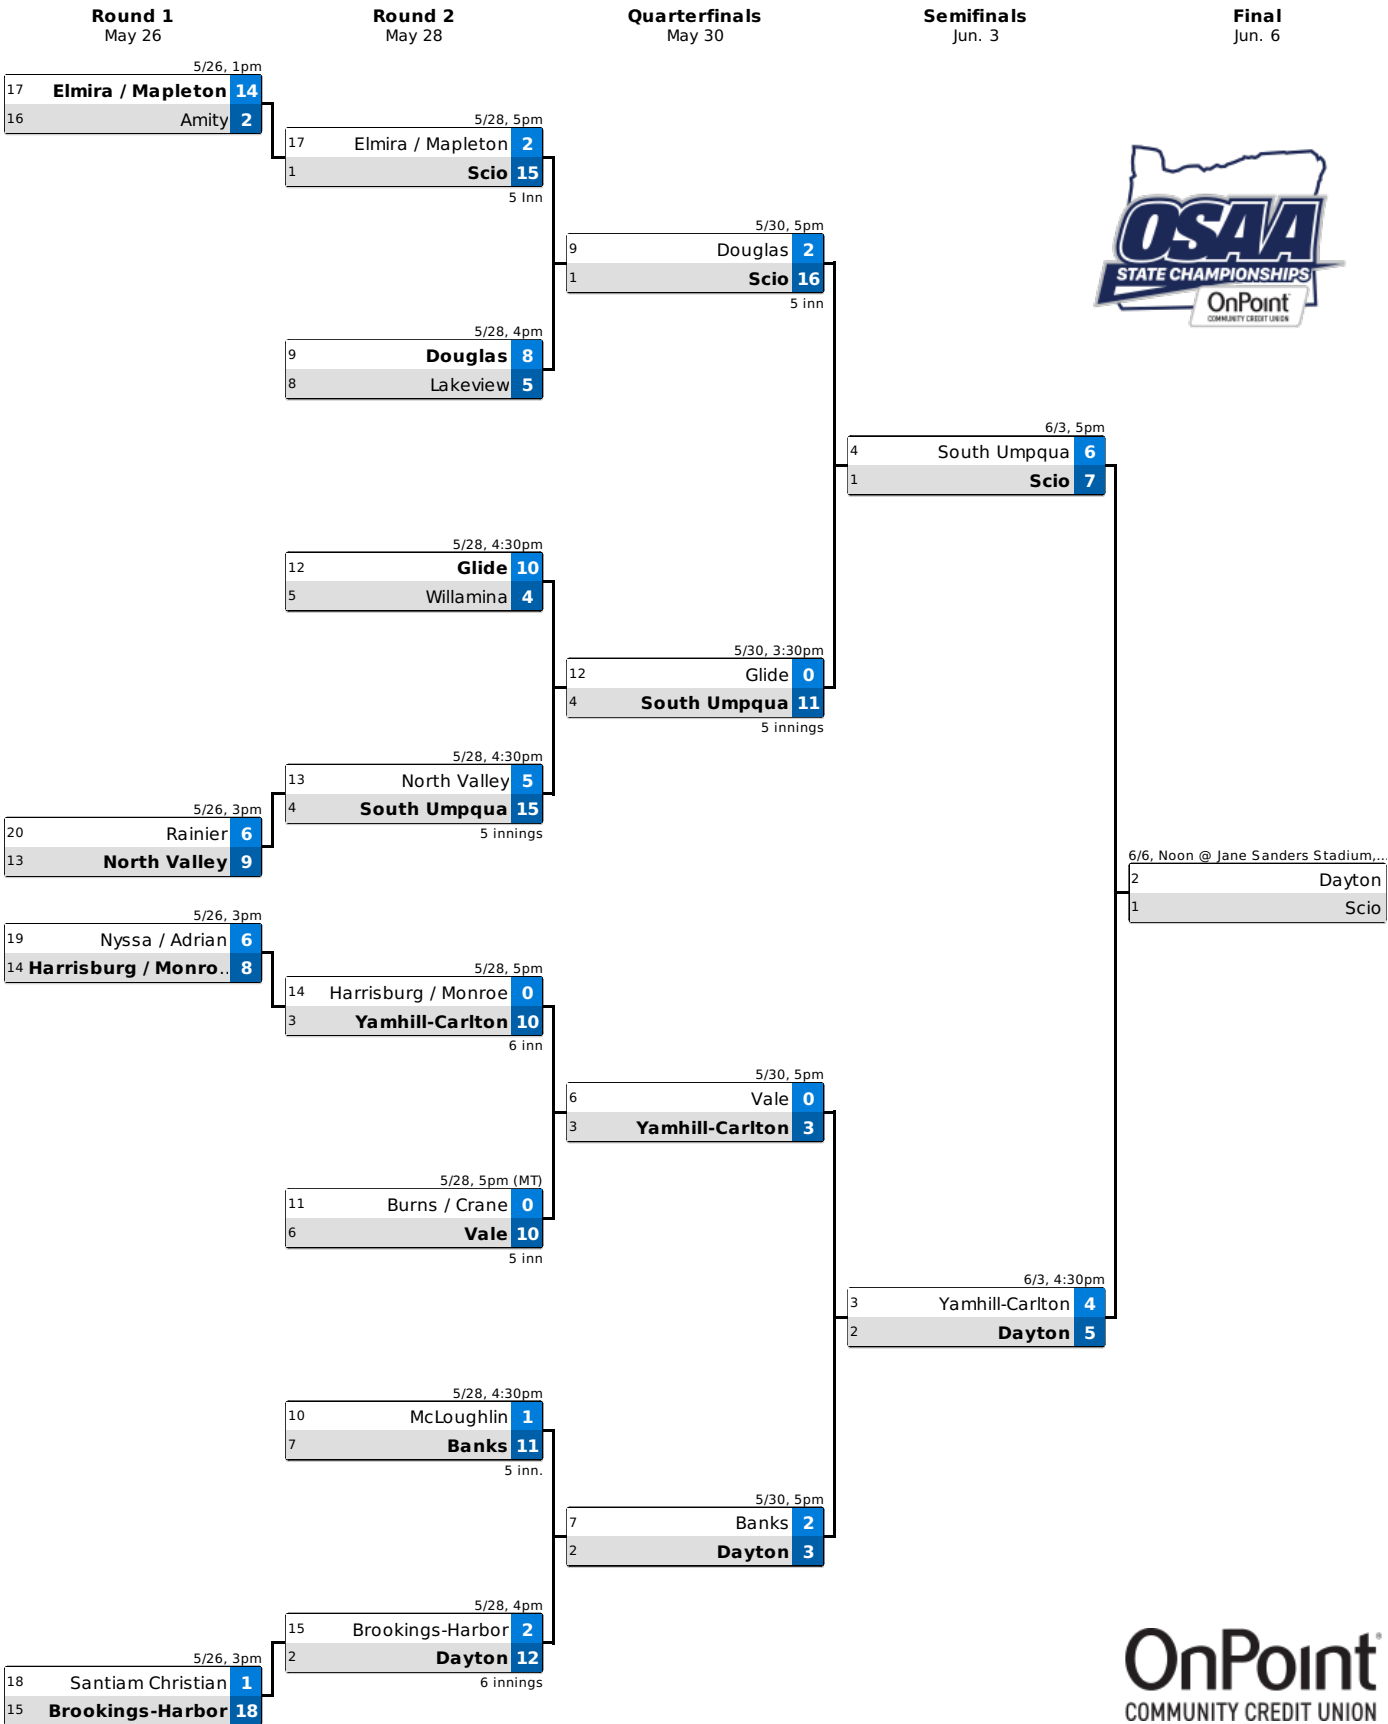 Round 1
May 26
Round 2
May 28
Quarterfinals
May 30
Semifinals
Jun. 3
Final
Jun. 6
5/26, 1pm
17 Elmira / Mapleton 14
16 Amity 2
5/28, 5pm
17 Elmira / Mapleton 2
1 Scio 15
5 Inn
5/30, 5pm
9 Douglas 2
1 Scio 16
5 inn
5/28, 4pm
9 Douglas 8
8 Lakeview 5
OSAA
STATE CHAMPIONSHIPS
OnPoint
COMMUNITY CREDIT UNION
6/3, 5pm
4 South Umpqua 6
1 Scio 7
5/28, 4:30pm
12 Glide 10
5 Willamina 4
5/30, 3:30pm
12 Glide 0
4 South Umpqua 11
5 innings
5/28, 4:30pm
13 North Valley 5
4 South Umpqua 15
5 innings
5/26, 3pm
20 Rainier 6
13 North Valley 9
6/6, Noon @ Jane Sanders Stadium,...
2 Dayton
1 Scio
5/26, 3pm
19 Nyssa / Adrian 6
14 Harrisburg / Monro.. 8
5/28, 5pm
14 Harrisburg / Monroe 0
3 Yamhill-Carlton 10
6 inn
5/30, 5pm
6 Vale 0
3 Yamhill-Carlton 3
5/28, 5pm (MT)
11 Burns / Crane 0
6 Vale 10
5 inn
6/3, 4:30pm
3 Yamhill-Carlton 4
2 Dayton 5
5/28, 4:30pm
10 McLoughlin 1
7 Banks 11
5 inn.
5/30, 5pm
7 Banks 2
2 Dayton 3
5/28, 4pm
15 Brookings-Harbor 2
2 Dayton 12
6 innings
5/26, 3pm
18 Santiam Christian 1
15 Brookings-Harbor 18
OnPoint®
COMMUNITY CREDIT UNION